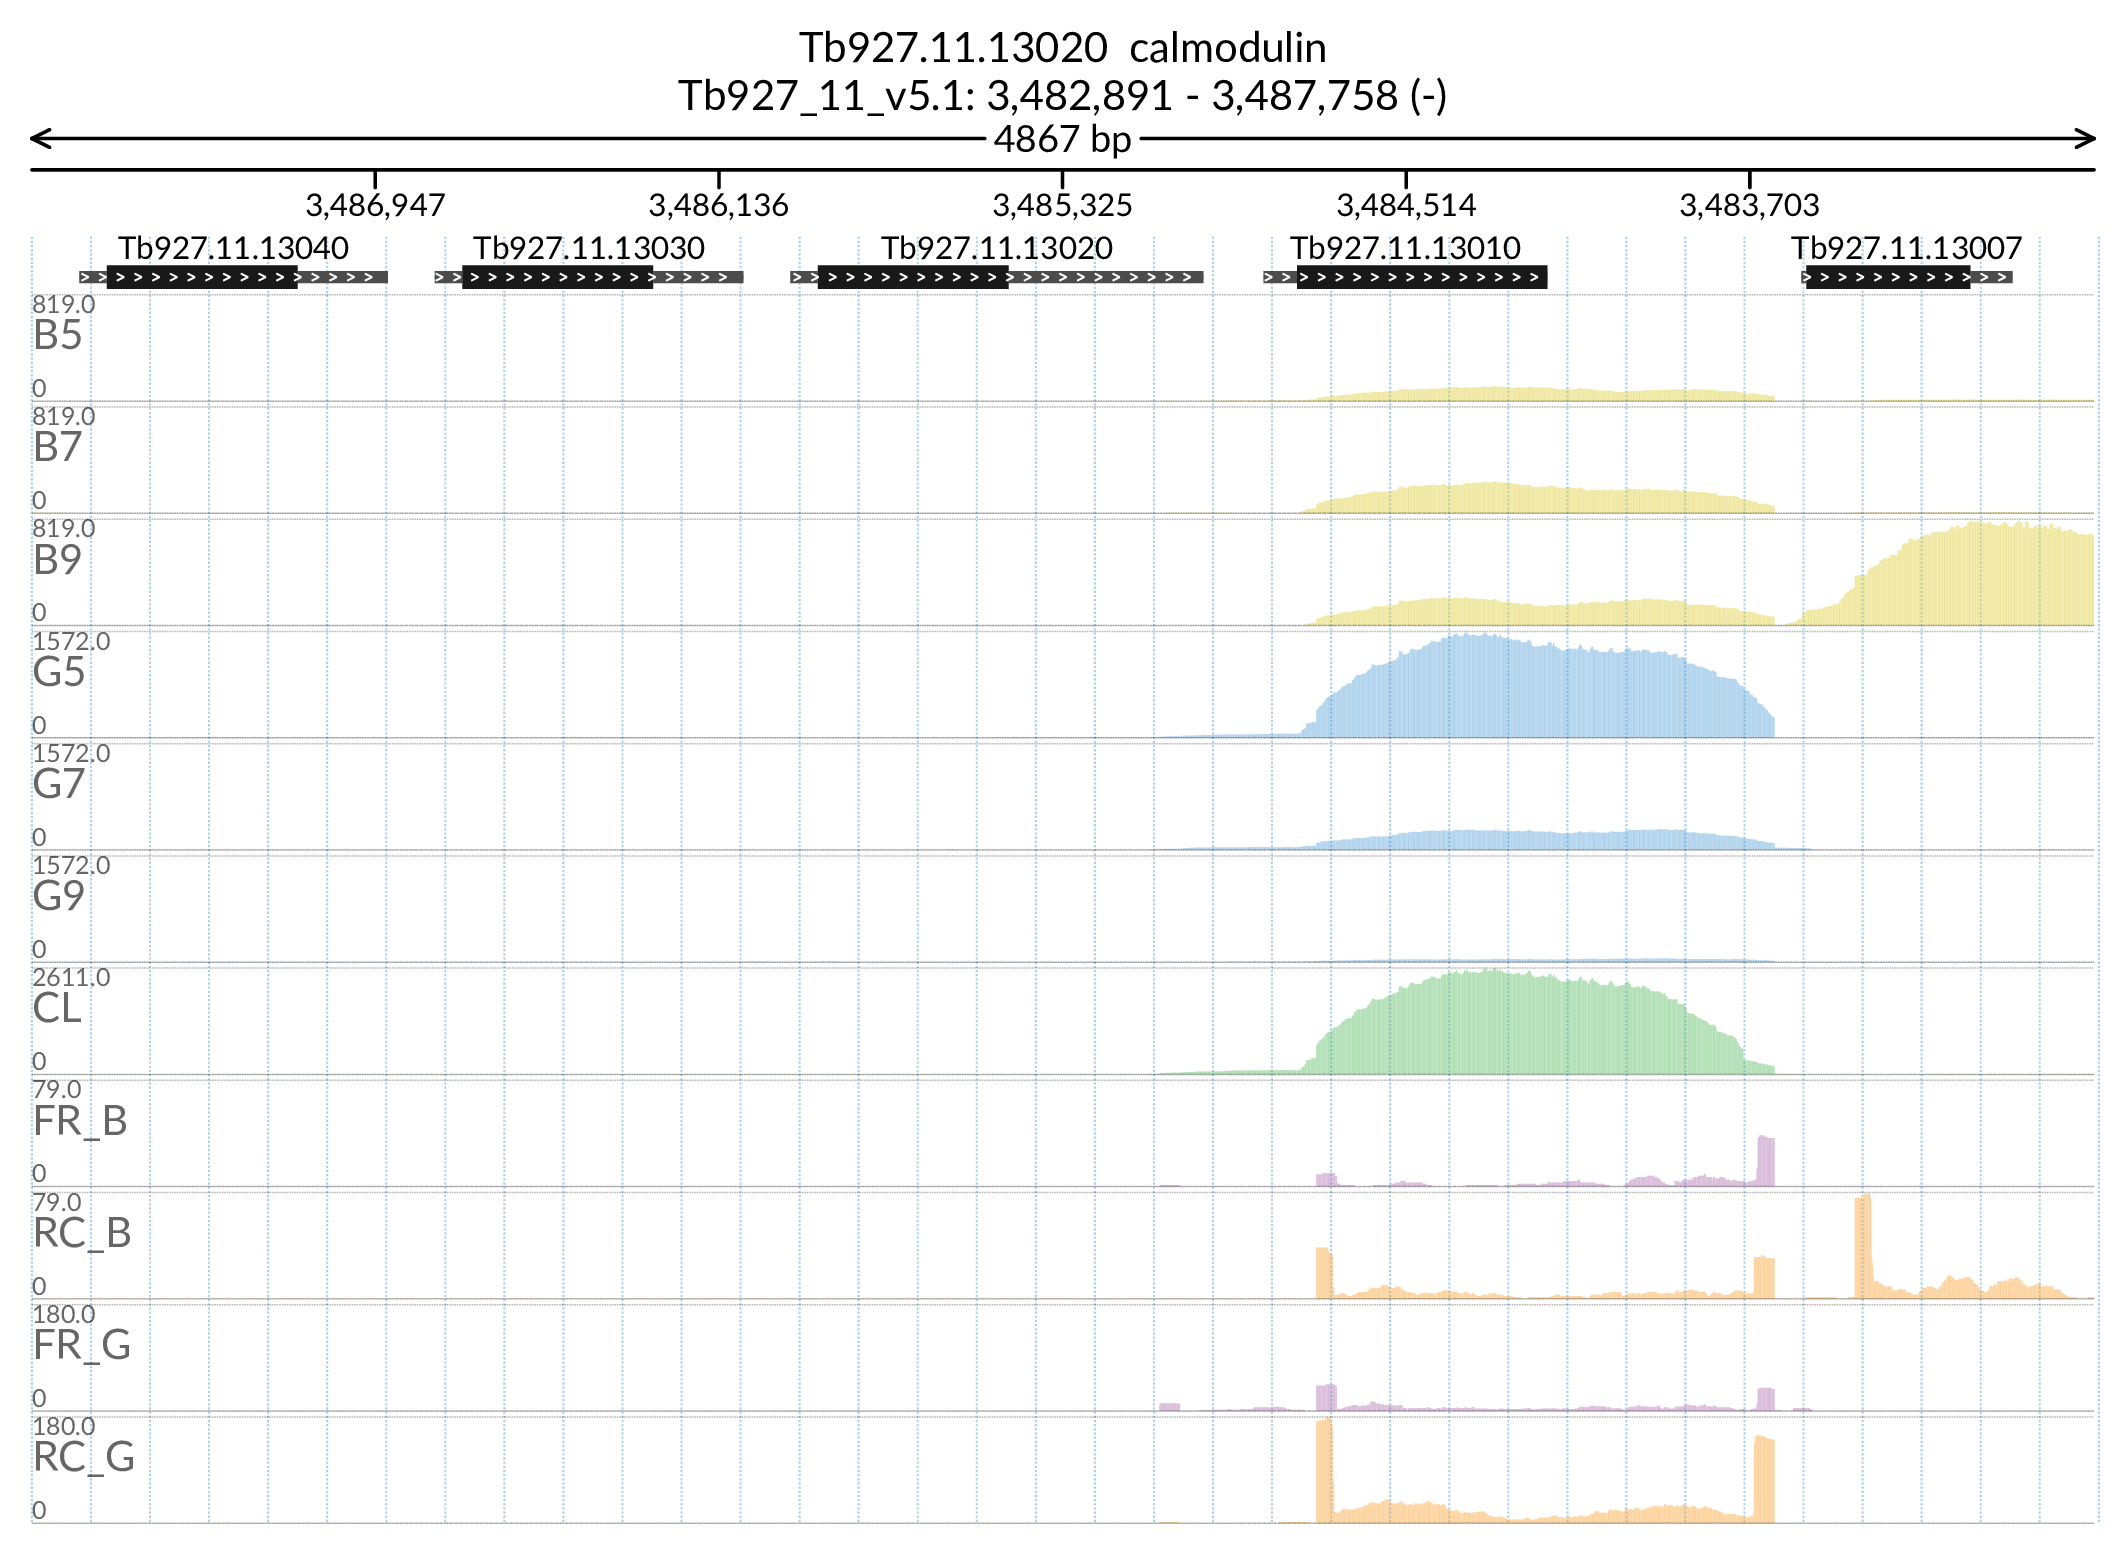 Tb927.11.13020 calmodulin
Tb927_11_v5.1: 3,482,891 - 3,487,758 (-)
4867 bp
3,486,947 3,486,136 3,485,325 3,484,514 3,483,703
Tb927.11.13040 Tb927.11.13030 Tb927.11.13020 Tb927.11.13010 Tb927.11.13007
819.0
B5
0
819.0
B7
0
819.0
B9
0
1572.0
G5
0
1572.0
G7
0
1572.0
G9
0
2611.0
CL
0
79.0
FR_B
0
79.0
RC_B
0
180.0
FR_G
0
180.0
RC_G
0